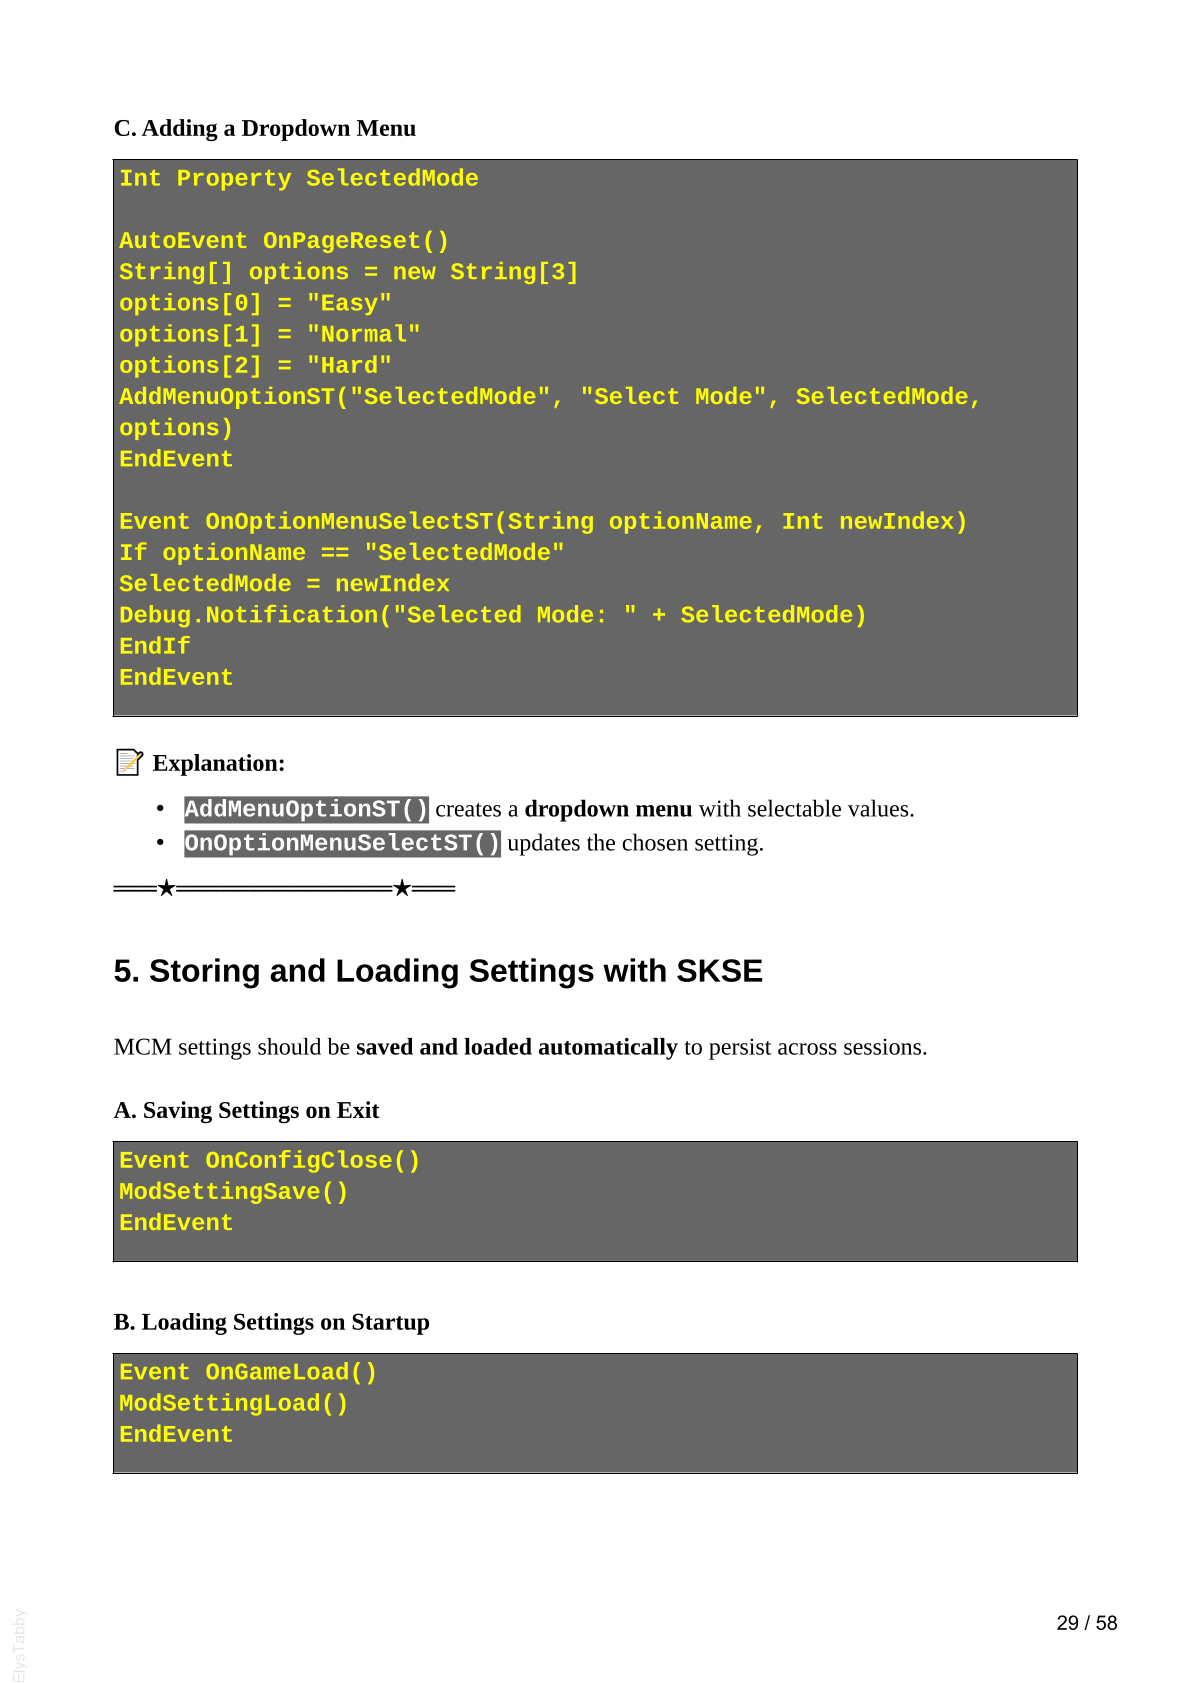 C. Adding a Dropdown Menu
Int Property SelectedMode
AutoEvent OnPageReset()
String[] options = new String[3]
options[0] = "Easy"
options[1] = "Normal"
options[2] = "Hard"
AddMenuOptionST("SelectedMode", "Select Mode", SelectedMode,
options)
EndEvent
Event OnOptionMenuSelectST(String optionName, Int newIndex)
If optionName == "SelectedMode"
SelectedMode = newIndex
Debug.Notification("Selected Mode: " + SelectedMode)
EndIf
EndEvent
📝 Explanation:
• AddMenuOptionST() creates a dropdown menu with selectable values.
• OnOptionMenuSelectST() updates the chosen setting.
═══★═══════════════★═══
5. Storing and Loading Settings with SKSE
MCM settings should be saved and loaded automatically to persist across sessions.
A. Saving Settings on Exit
Event OnConfigClose()
ModSettingSave()
EndEvent
B. Loading Settings on Startup
Event OnGameLoad()
ModSettingLoad()
EndEvent
29 / 58
ElysTabby